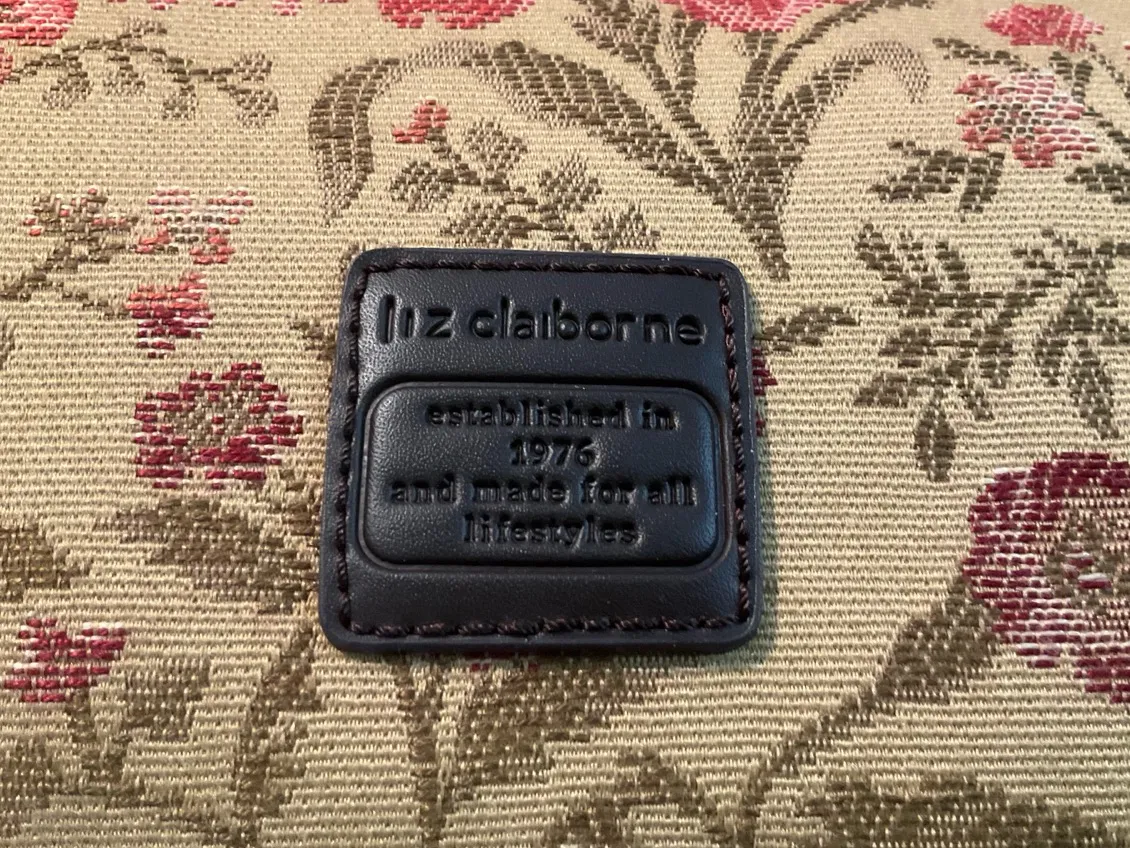 liz claiborne
established in
1976
and made for all
lifestyles